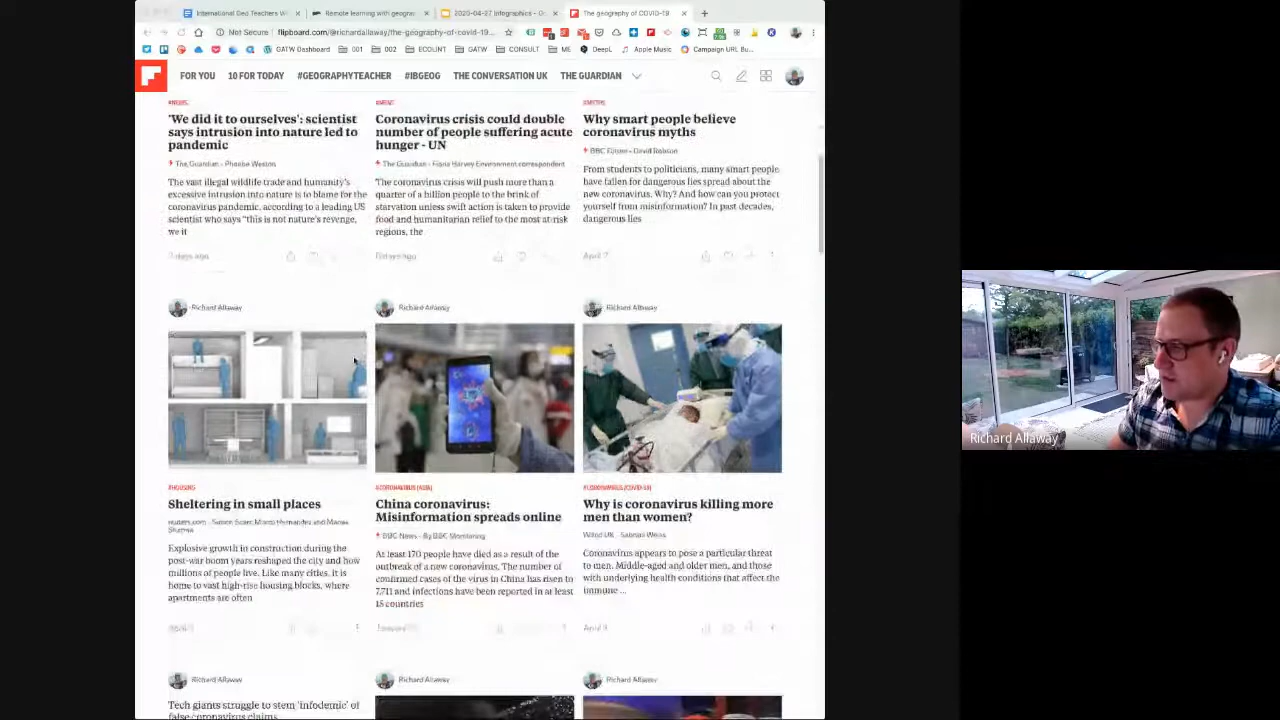 International Geo Teachers W
Remote learning with geogra
2020-04-27 Infographics - G
The geography of COVID-19
Not Secure
flipboard.com/@richardallaway/the-geography-of-covid-19...
GATW Dashboard
001
002
ECOLINT
GATW
CONSULT
ME
DeepL
Apple Music
Campaign URL Bu...
FOR YOU
10 FOR TODAY
#GEOGRAPHYTEACHER
#IBGEOG
THE CONVERSATION UK
THE GUARDIAN
#NEWS
'We did it to ourselves': scientist
says intrusion into nature led to
pandemic
The Guardian - Phoebe Weston
The vast illegal wildlife trade and humanity's
excessive intrusion into nature is to blame for the
coronavirus pandemic, according to a leading US
scientist who says "this is not nature's revenge,
we it
days ago
#NEWS
Coronavirus crisis could double
number of people suffering acute
hunger - UN
The Guardian - Fiona Harvey Environment correspondent
The coronavirus crisis will push more than a
quarter of a billion people to the brink of
starvation unless swift action is taken to provide
food and humanitarian relief to the most at-risk
regions, the
days ago
#MYTHS
Why smart people believe
coronavirus myths
BBC Future - David Robson
From students to politicians, many smart people
have fallen for dangerous lies spread about the
new coronavirus. Why? And how can you protect
yourself from misinformation? In past decades,
dangerous lies
April
Richard Allaway
#HOUSING
Sheltering in small places
Explosive growth in construction during the
post-war boom years reshaped the city and how
millions of people live. Like many cities, it is
home to vast high-rise housing blocks, where
apartments are often
Richard Allaway
China coronavirus:
Misinformation spreads online
BBC News - By BBC Monitoring
At least 170 people have died as a result of the
outbreak of a new coronavirus. The number of
confirmed cases of the virus in China has risen to
7,711 and infections have been reported in at least
15 countries
Richard Allaway
Why is coronavirus killing more
men than women?
Wired UK - Sabrina Weiss
Coronavirus appears to pose a particular threat
to men. Middle-aged and older men, and those
with underlying health conditions that affect the
immune ...
April
Richard Allaway
Tech giants struggle to stem 'infodemic' of
false coronavirus claims
Richard Allaway
Richard Allaway
Richard Allaway